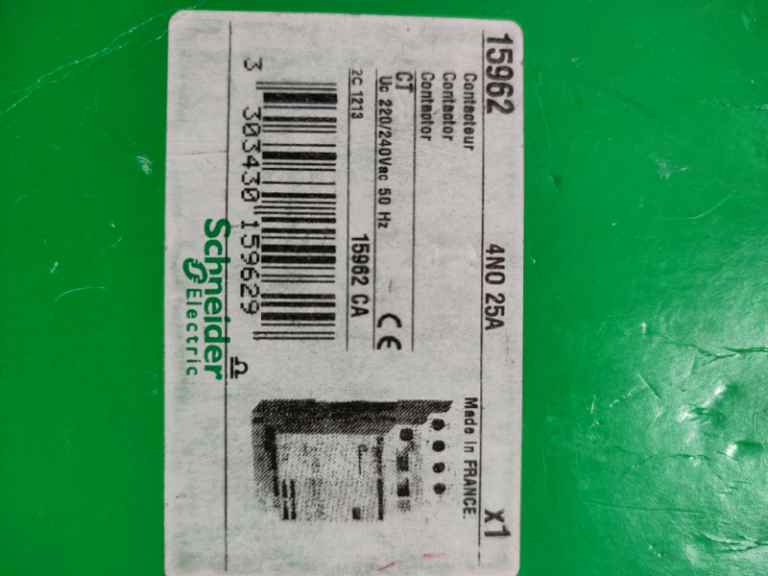 15962 4NO 25A x1
Contacteur Made in FRANCE.
Contactor
Contactor
CT
Uc 220/240Vac 50 Hz CE
2C 1213 15962 CA
3 303430 159629
Schneider
Electric